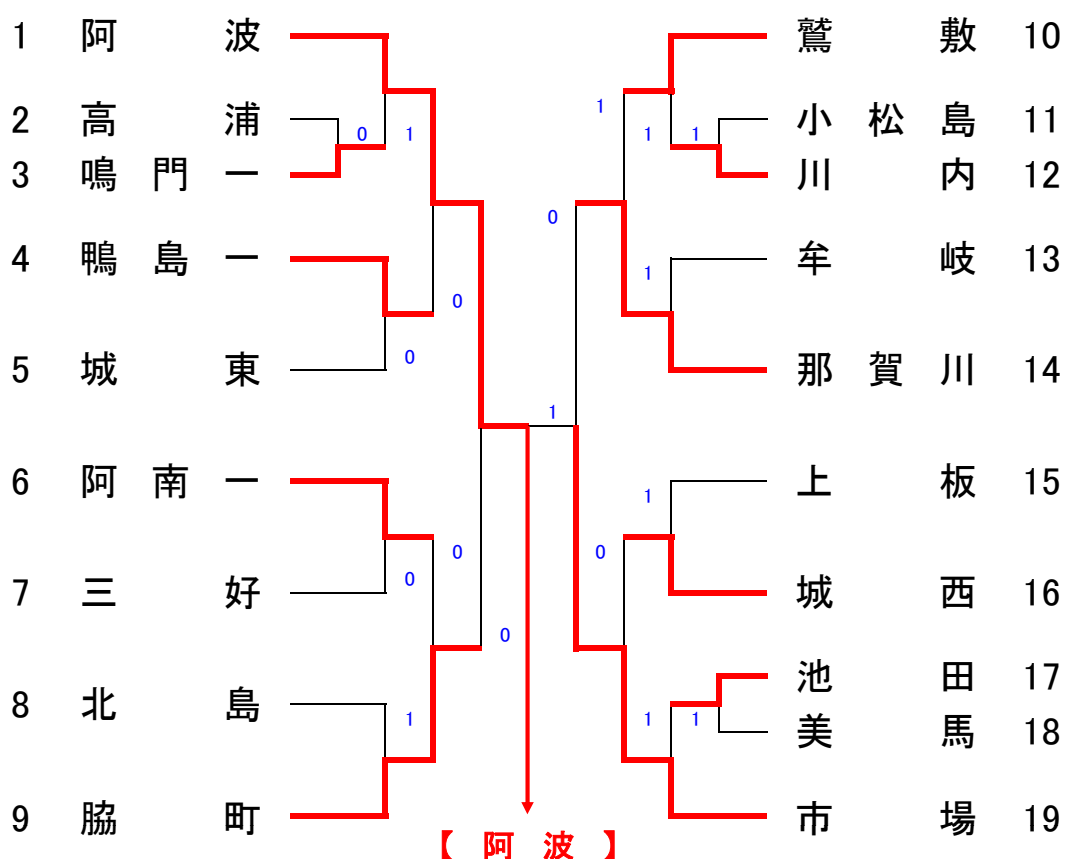 1 阿波
2 高浦
3 鳴門一
4 鴨島一
5 城東
6 阿南一
7 三好
8 北島
9 脇町
0
1
0
0
0
0
1
0
鷲敷 10
小松島 11
川内 12
牟岐 13
那賀川 14
上板 15
城西 16
池田 17
美馬 18
市場 19
1
1
1
0
1
1
1
0
1
1
【 阿波 】